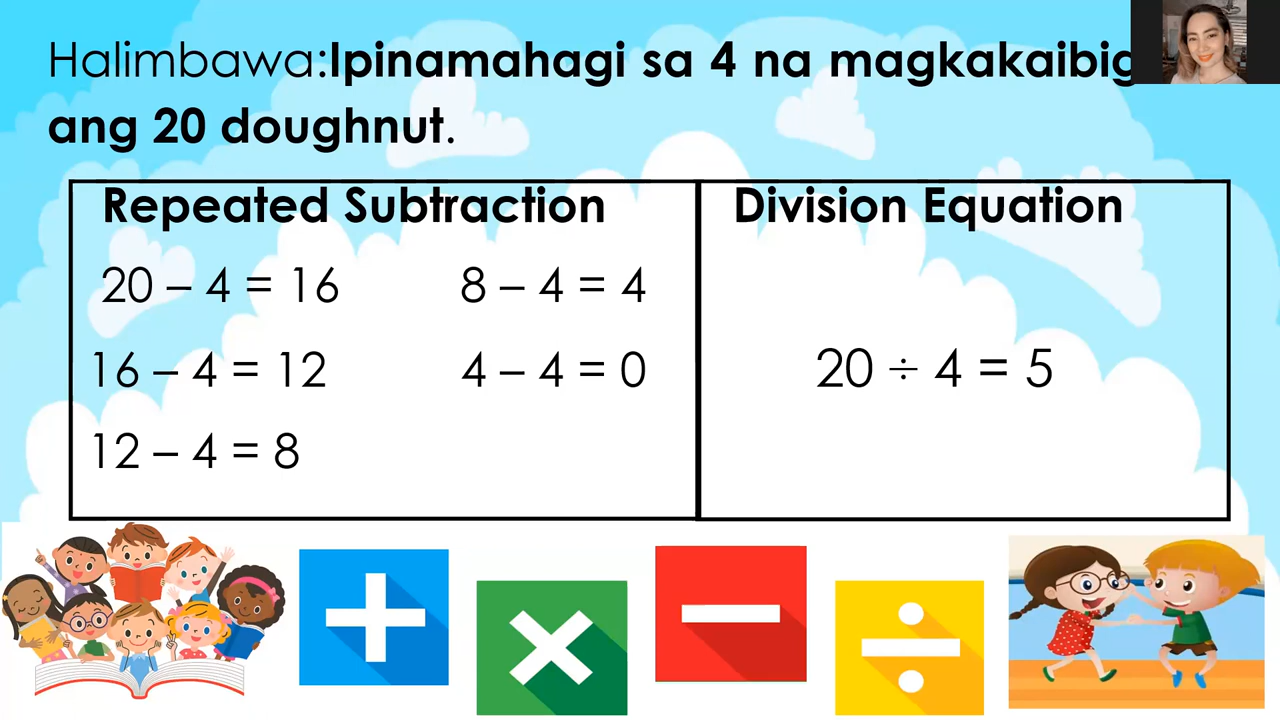 Halimbawa:Ipinamahagi sa 4 na
ang 20 doughnut.
Repeated Subtraction
Division Equation
20 – 4 = 16
8 – 4 = 4
16 – 4 = 12
4 – 4 = 0
12 – 4 = 8
20 ÷ 4 = 5
+
×
–
÷